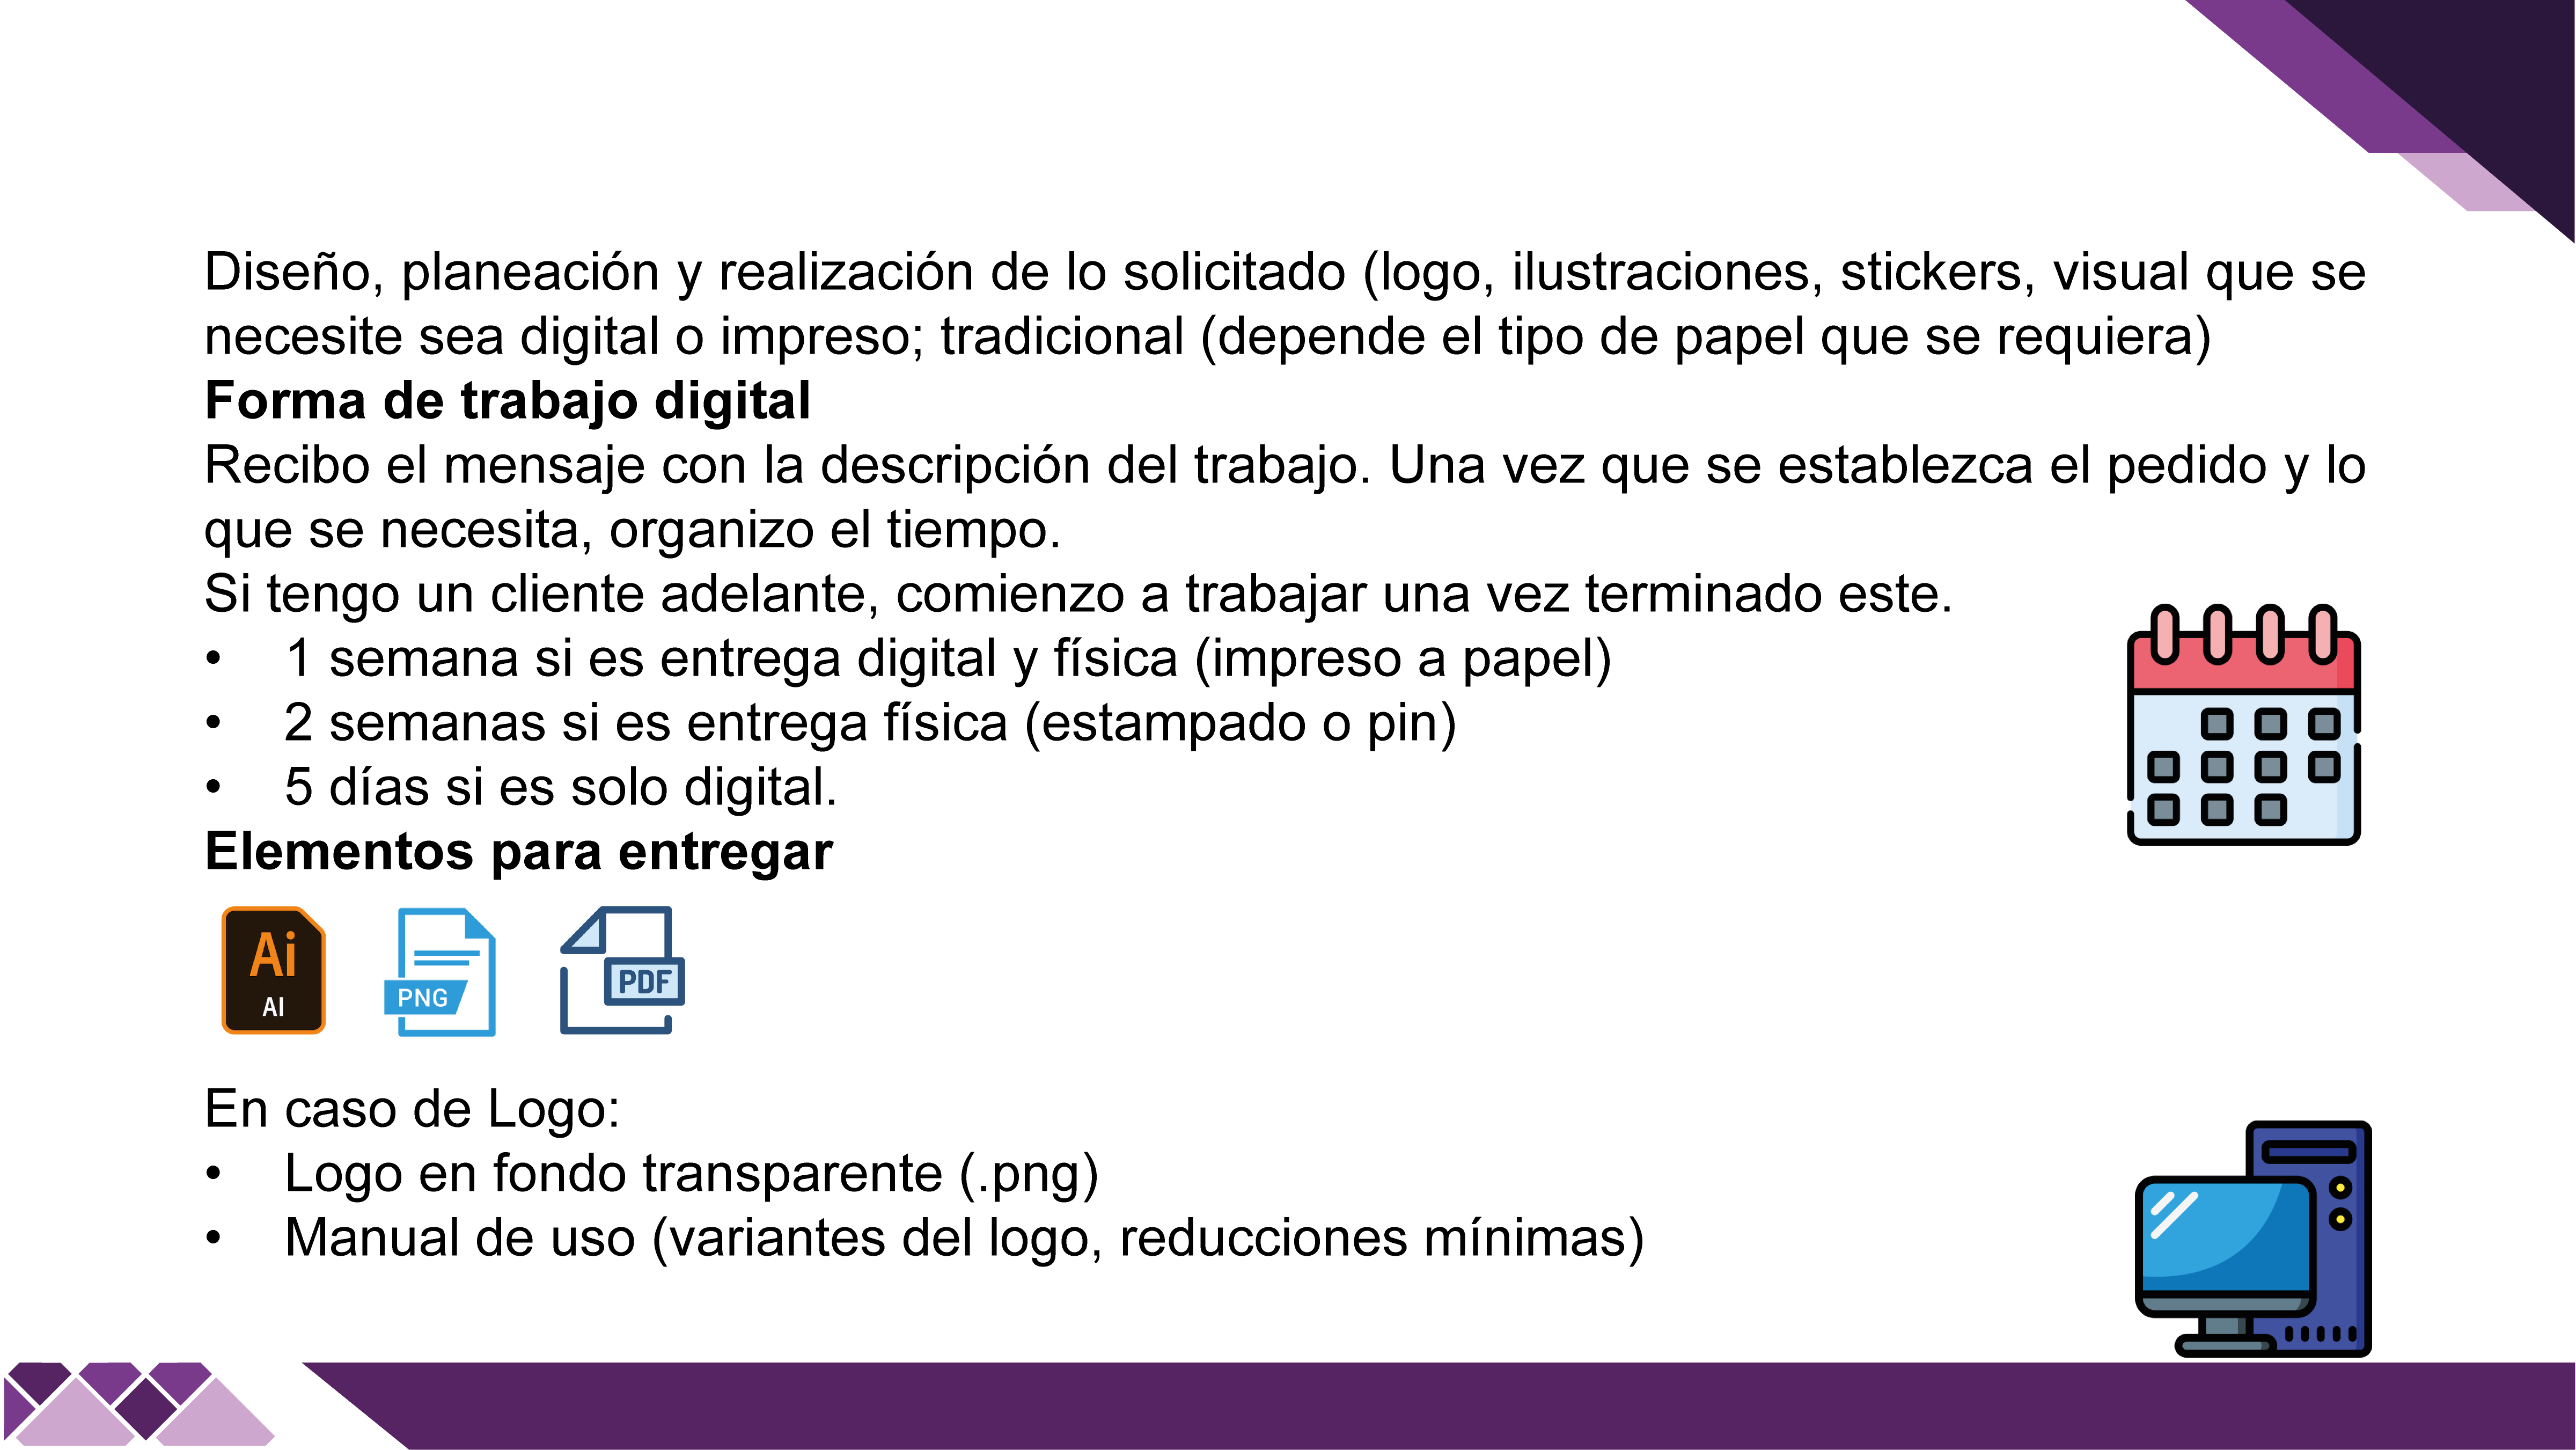 Diseño, planeación y realización de lo solicitado (logo, ilustraciones, stickers, visual que se
necesite sea digital o impreso; tradicional (depende el tipo de papel que se requiera)
Forma de trabajo digital
Recibo el mensaje con la descripción del trabajo. Una vez que se establezca el pedido y lo
que se necesita, organizo el tiempo.
Si tengo un cliente adelante, comienzo a trabajar una vez terminado este.
• 1 semana si es entrega digital y física (impreso a papel)
• 2 semanas si es entrega física (estampado o pin)
• 5 días si es solo digital.
Elementos para entregar
Ai
AI
PNG
PDF
En caso de Logo:
• Logo en fondo transparente (.png)
• Manual de uso (variantes del logo, reducciones mínimas)